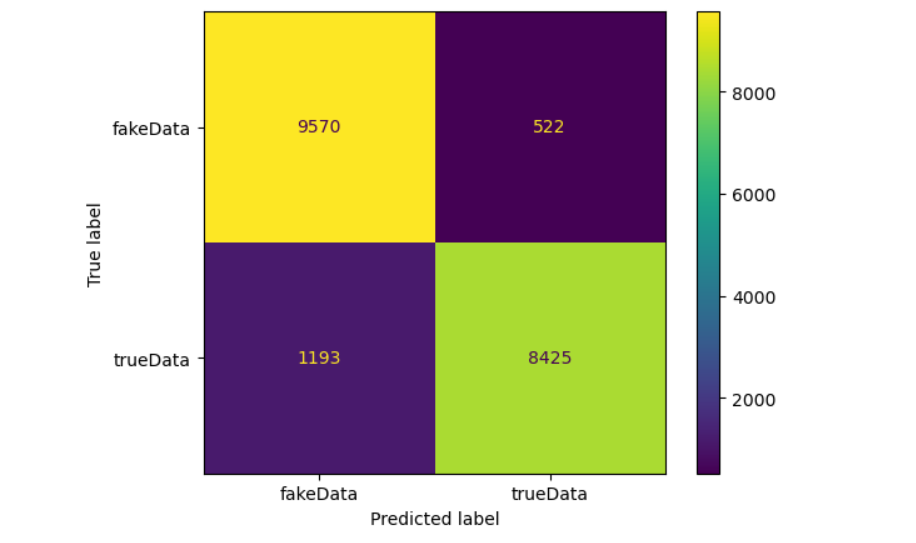 True label
fakeData 9570 522
trueData 1193 8425
fakeData trueData
Predicted label
8000
6000
4000
2000